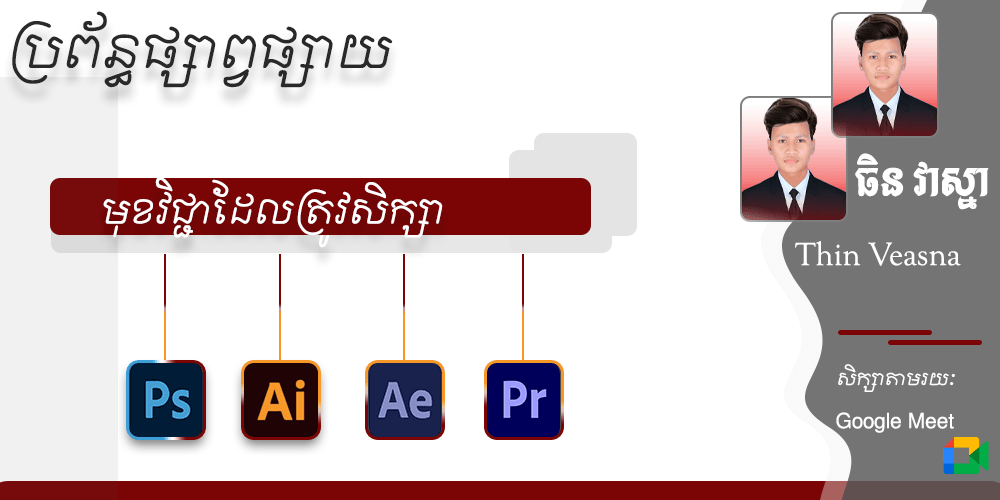 ប្រព័ន្ធផ្សាព្វផ្សាយ
មុខវិជ្ជាដែលត្រូវសិក្សា
Ps
Ai
Ae
Pr
ធិន វាស្នា
Thin Veasna
សិក្សាតាមរយៈ
Google Meet